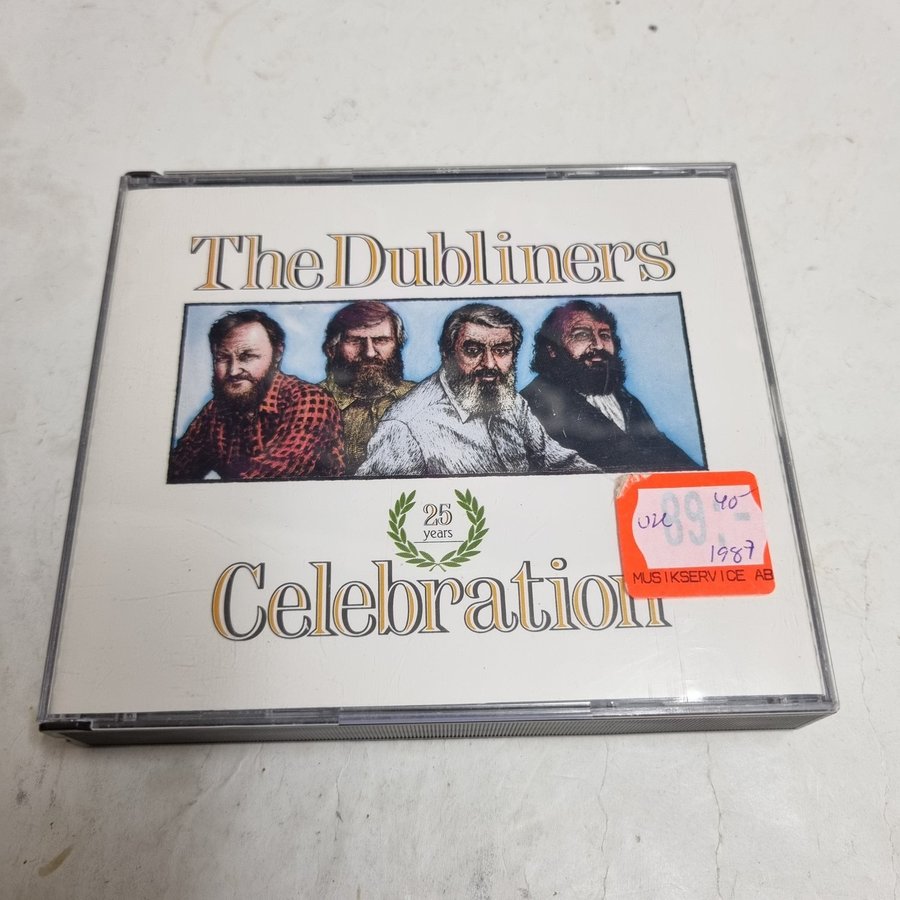 The Dubliners
25
years
Celebration
89:-
40-
1987
MUSIKSERVICE AB